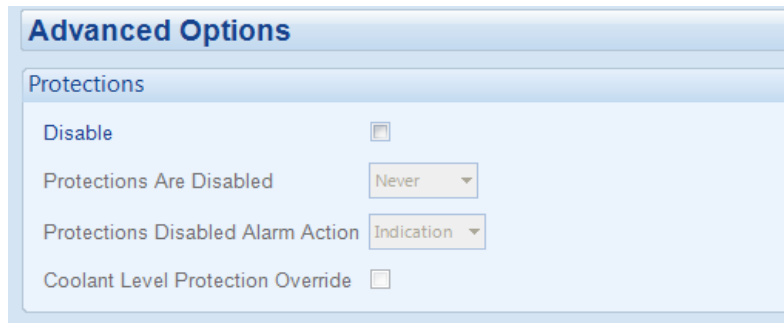 Advanced Options
Protections
Disable
Protections Are Disabled Never
Protections Disabled Alarm Action Indication
Coolant Level Protection Override